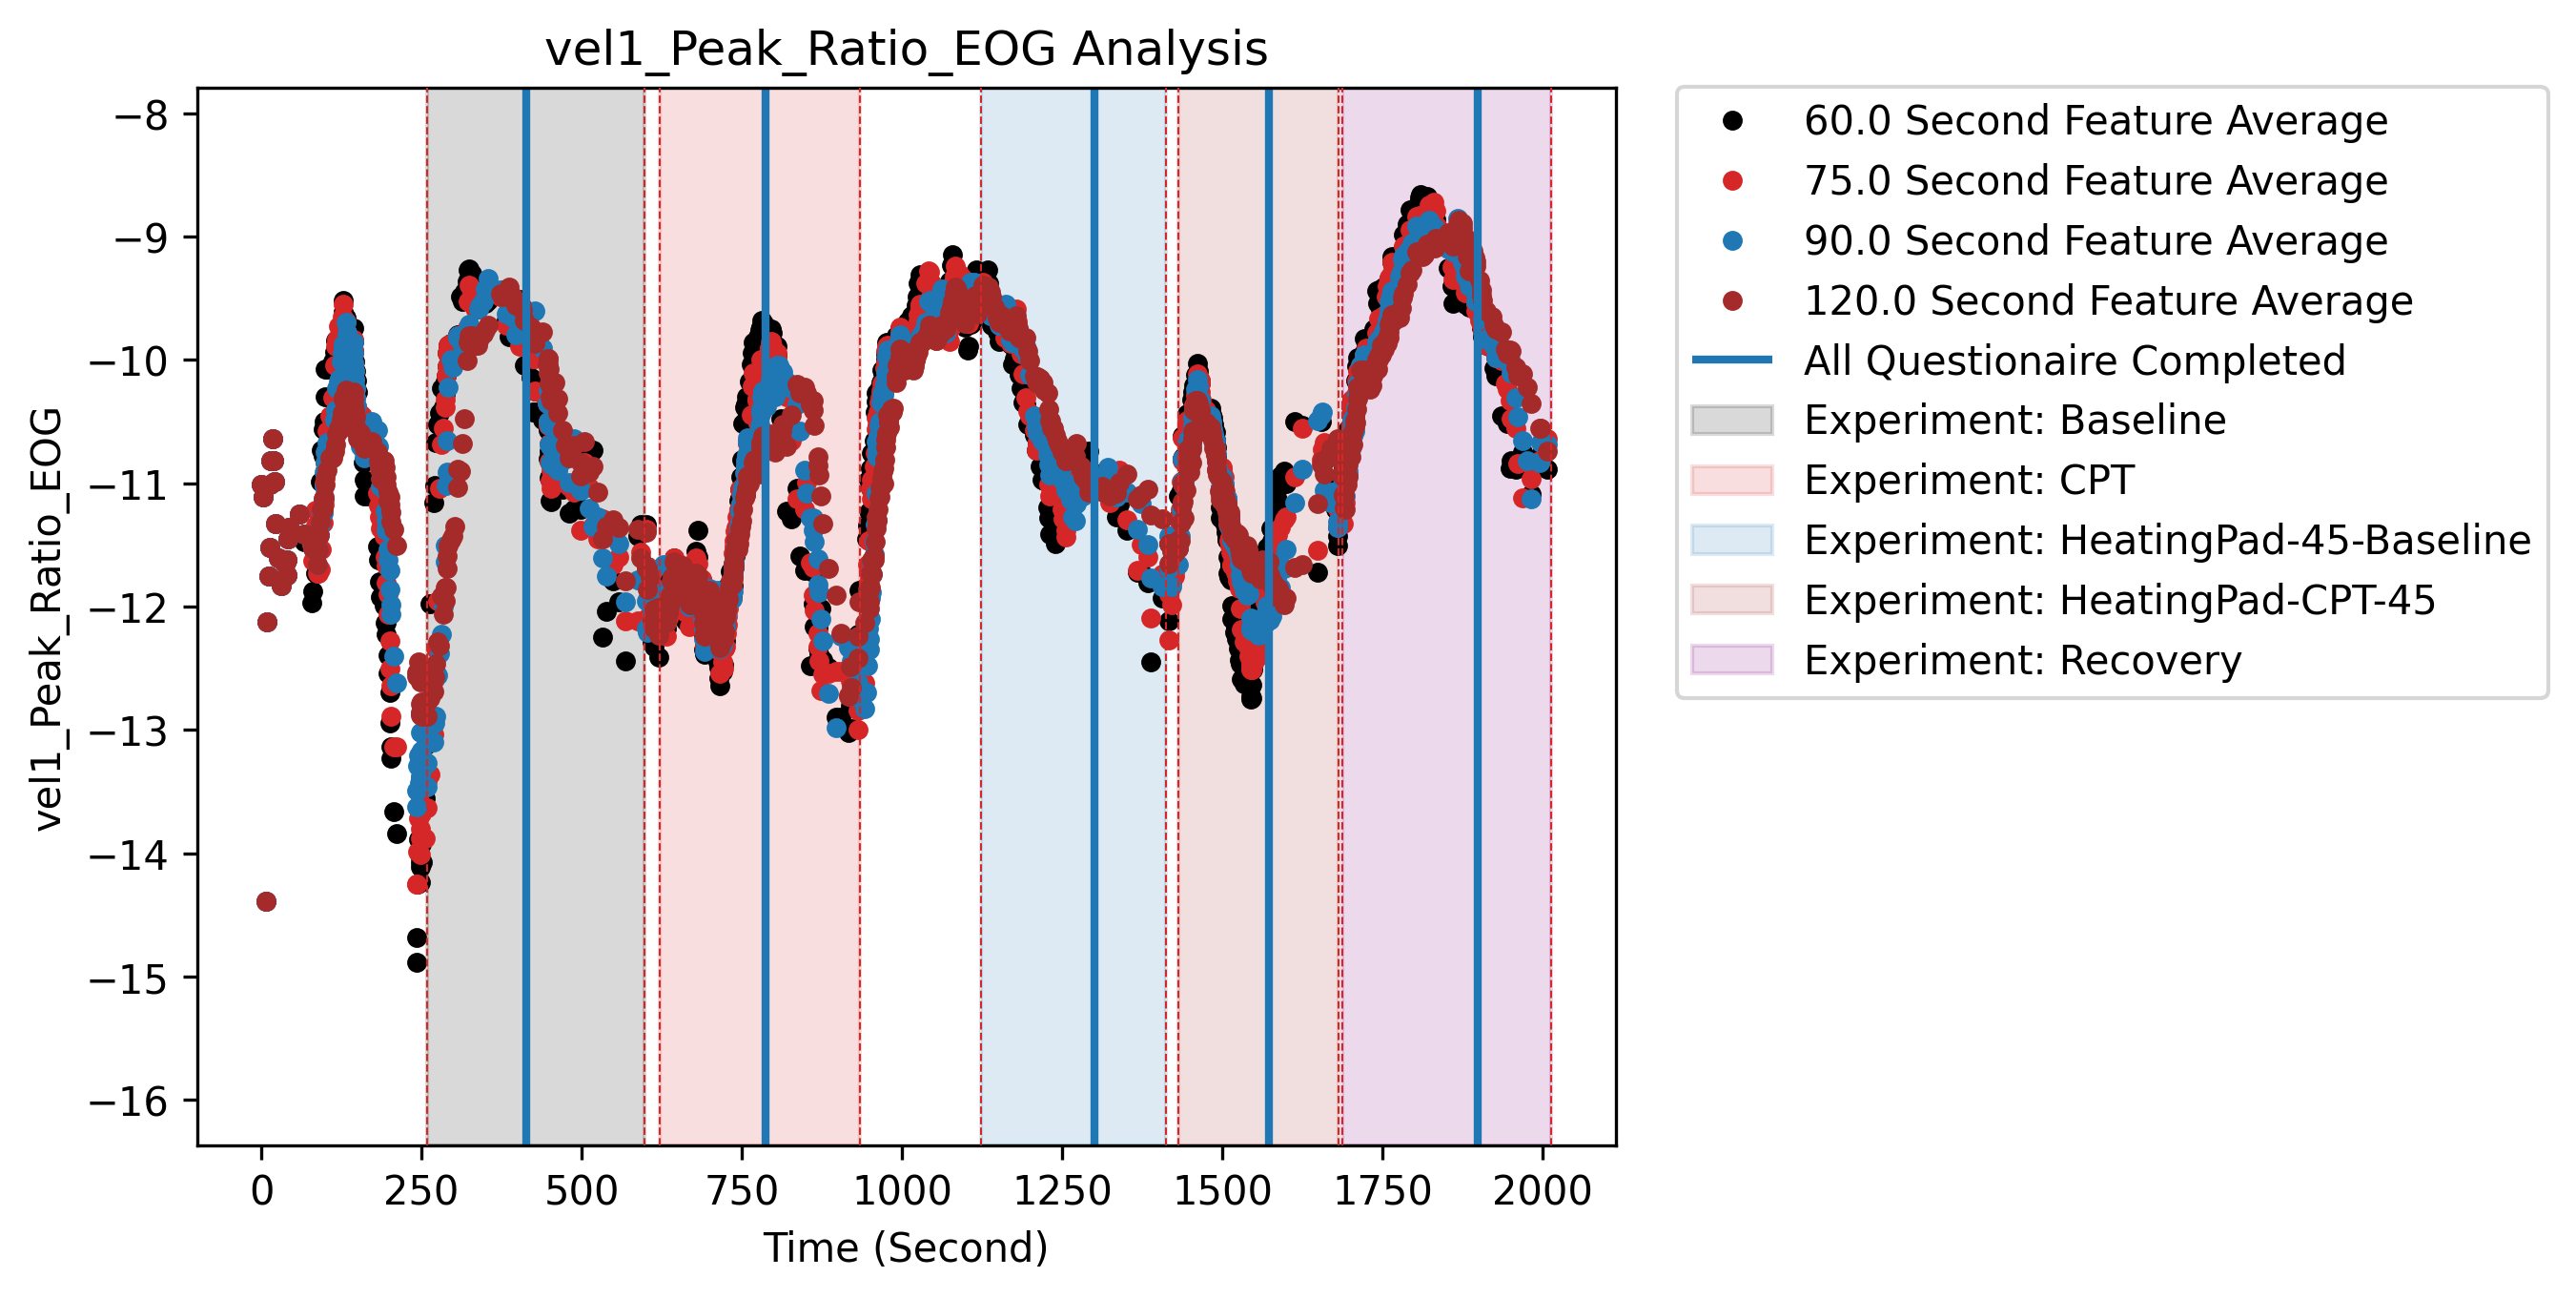 vel1_Peak_Ratio_EOG Analysis
vel1_Peak_Ratio_EOG
−8
−9
−10
−11
−12
−13
−14
−15
−16
0
250
500
750
1000
1250
1500
1750
2000
Time (Second)
60.0 Second Feature Average
75.0 Second Feature Average
90.0 Second Feature Average
120.0 Second Feature Average
All Questionaire Completed
Experiment: Baseline
Experiment: CPT
Experiment: HeatingPad-45-Baseline
Experiment: HeatingPad-CPT-45
Experiment: Recovery